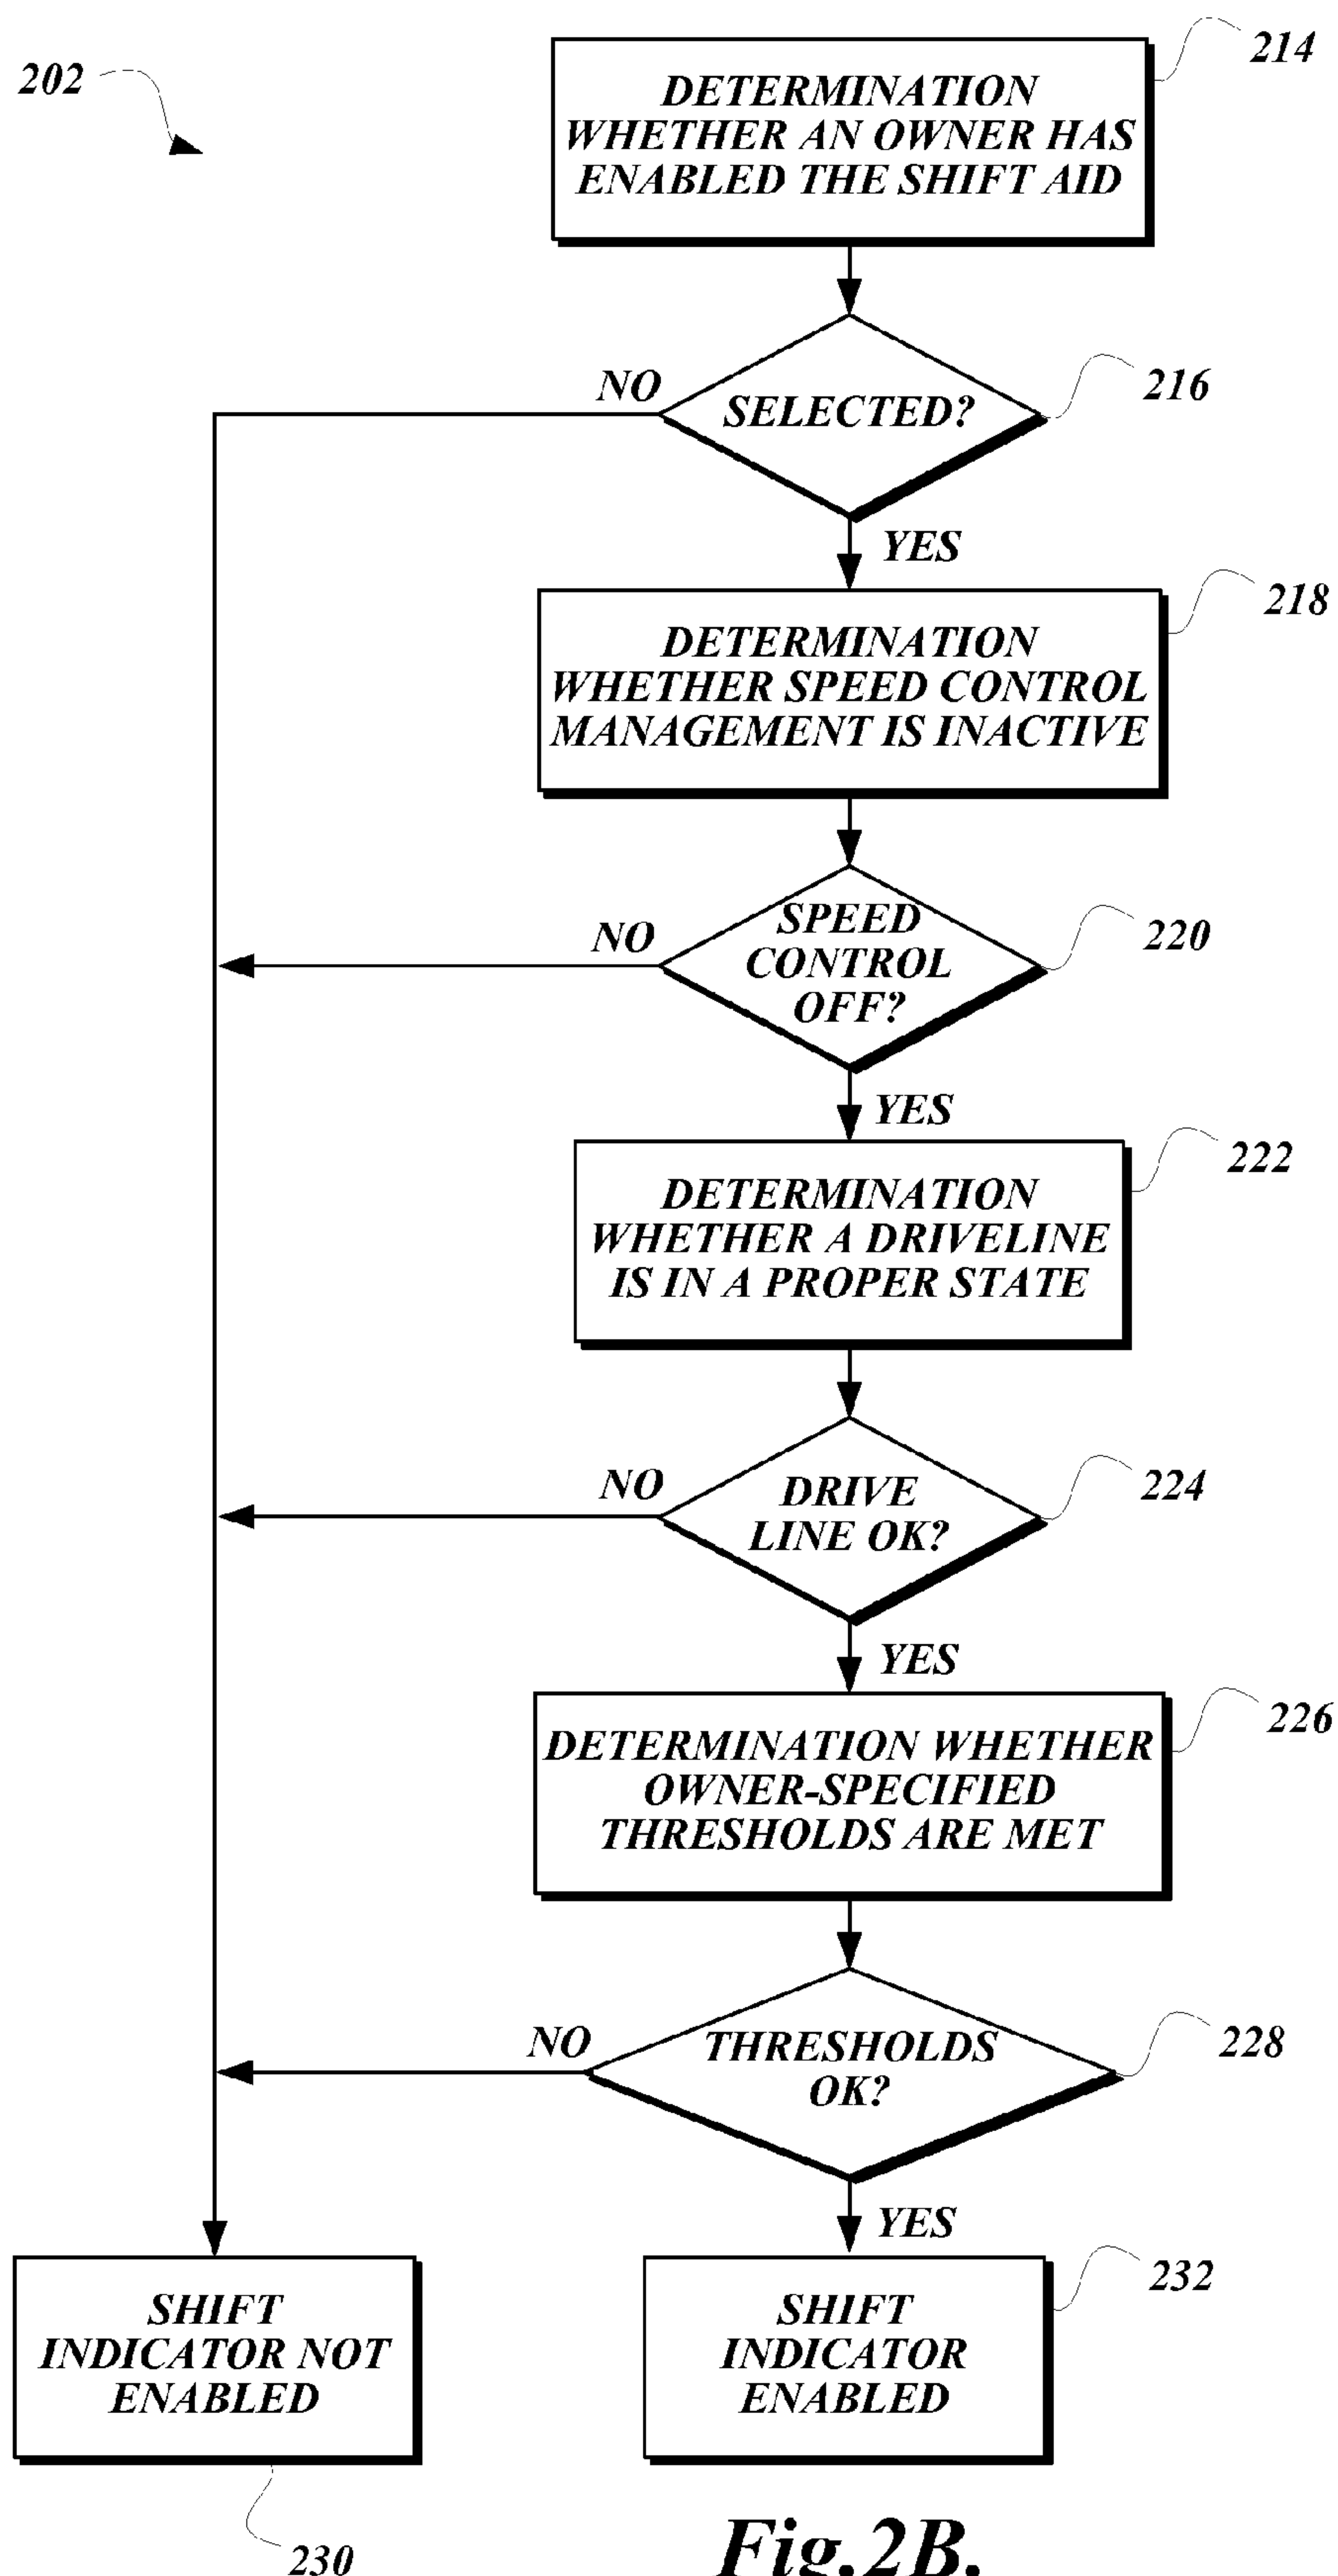 202
214
DETERMINATION
WHETHER AN OWNER HAS
ENABLED THE SHIFT AID
NO
SELECTED?
216
YES
218
DETERMINATION
WHETHER SPEED CONTROL
MANAGEMENT IS INACTIVE
NO
SPEED
CONTROL
OFF?
220
YES
222
DETERMINATION
WHETHER A DRIVELINE
IS IN A PROPER STATE
NO
DRIVE
LINE OK?
224
YES
226
DETERMINATION WHETHER
OWNER-SPECIFIED
THRESHOLDS ARE MET
NO
THRESHOLDS
OK?
228
YES
SHIFT
INDICATOR NOT
ENABLED
230
SHIFT
INDICATOR
ENABLED
232
Fig.2B.